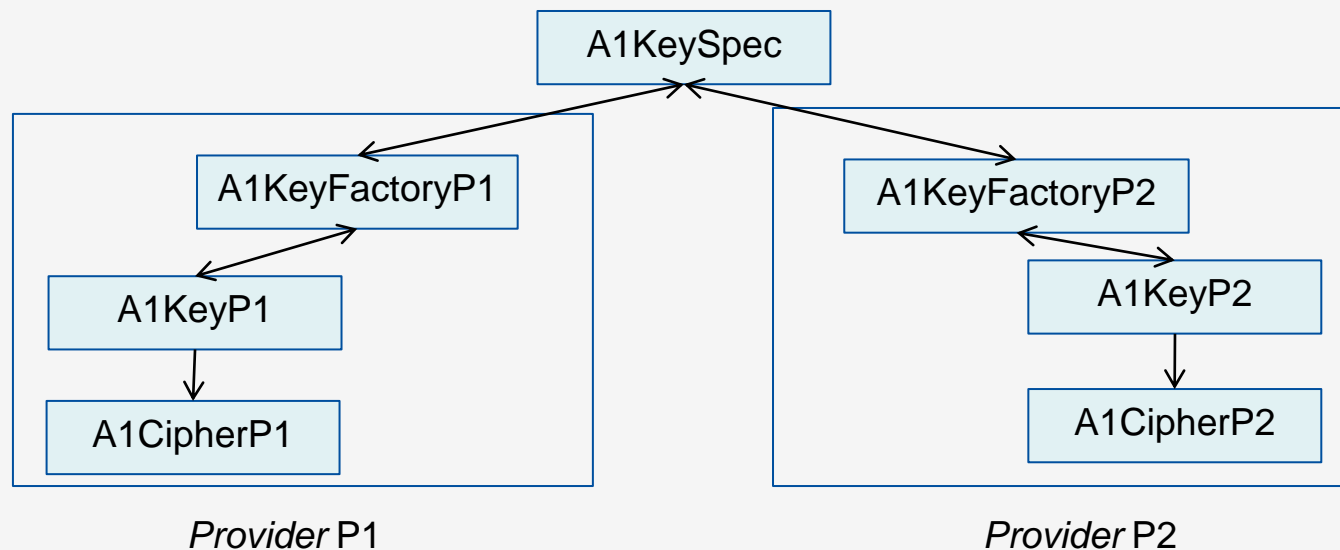 A1KeySpec
A1KeyFactoryP1
A1KeyFactoryP2
A1KeyP1
A1KeyP2
A1CipherP1
A1CipherP2
Provider P1
Provider P2